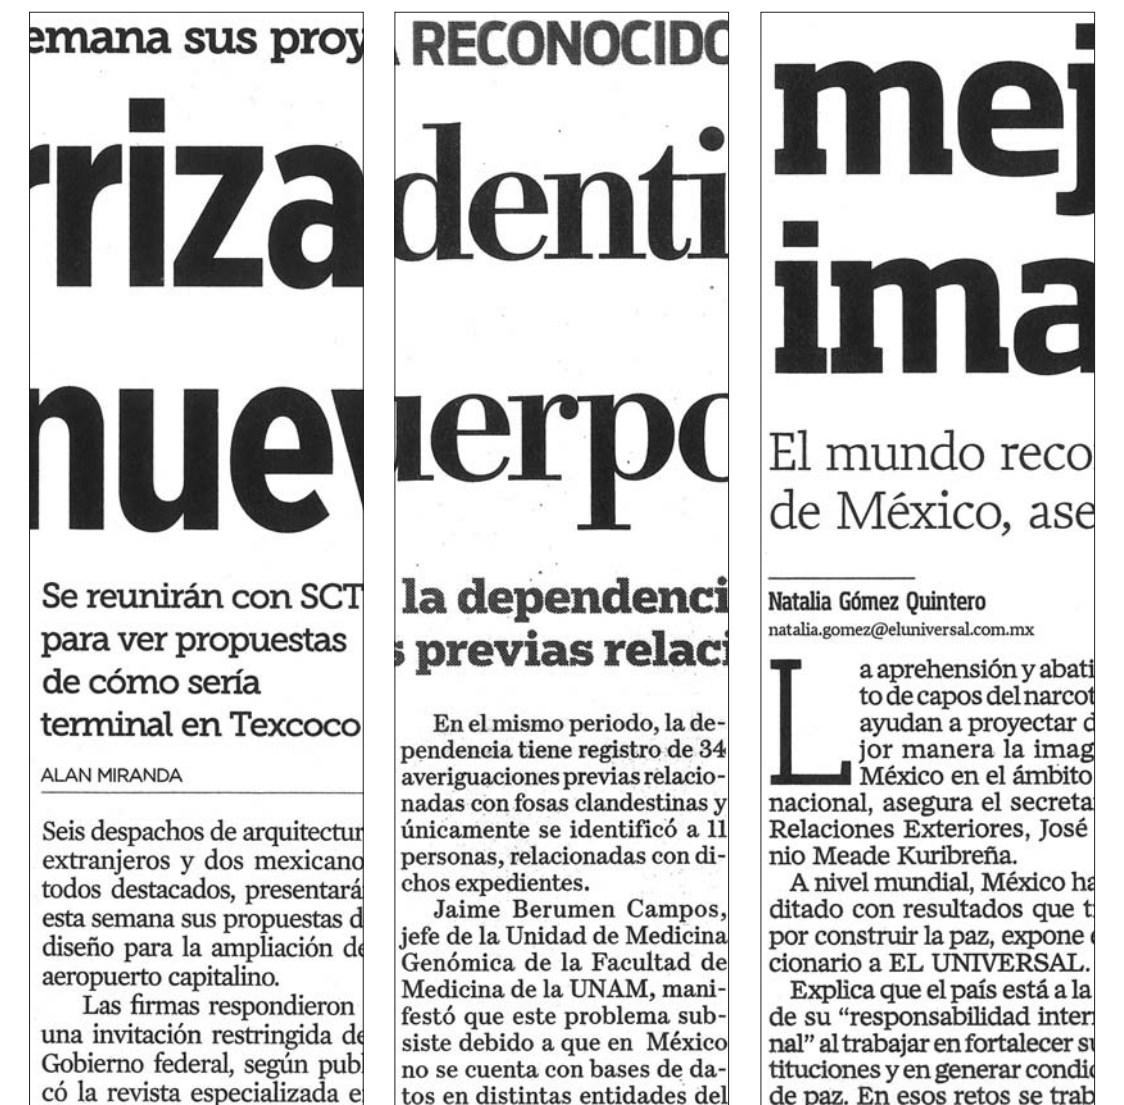 emana sus proy
rriza
nuev
Se reunirán con SCT
para ver propuestas
de cómo sería
terminal en Texcoco
ALAN MIRANDA
Seis despachos de arquitectur
extranjeros y dos mexicano
todos destacados, presentará
esta semana sus propuestas d
diseño para la ampliación de
aeropuerto capitalino.
Las firmas respondieron
una invitación restringida de
Gobierno federal, según publ
có la revista especializada e
A RECONOCIDO
denti
uerpo
la dependenci
s previas relaci
En el mismo periodo, la de-
pendencia tiene registro de 34
averiguaciones previas relacio-
nadas con fosas clandestinas y
únicamente se identificó a 11
personas, relacionadas con di-
chos expedientes.
Jaime Berumen Campos,
jefe de la Unidad de Medicina
Genómica de la Facultad de
Medicina de la UNAM, mani-
festó que este problema sub-
siste debido a que en México
no se cuenta con bases de da-
tos en distintas entidades del
mej
ima
El mundo reco
de México, ase
Natalia Gómez Quintero
natalia.gomez@eluniversal.com.mx
La aprehensión y abati
to de capos del narcot
ayudan a proyectar d
jor manera la imag
México en el ámbito
nacional, asegura el secreta
Relaciones Exteriores, José
nio Meade Kuribreña.
A nivel mundial, México ha
ditado con resultados que t
por construir la paz, expone e
cionario a EL UNIVERSAL.
Explica que el país está a la
de su “responsabilidad inter
nal” al trabajar en fortalecer su
tituciones y en generar condic
de paz. En esos retos se trab